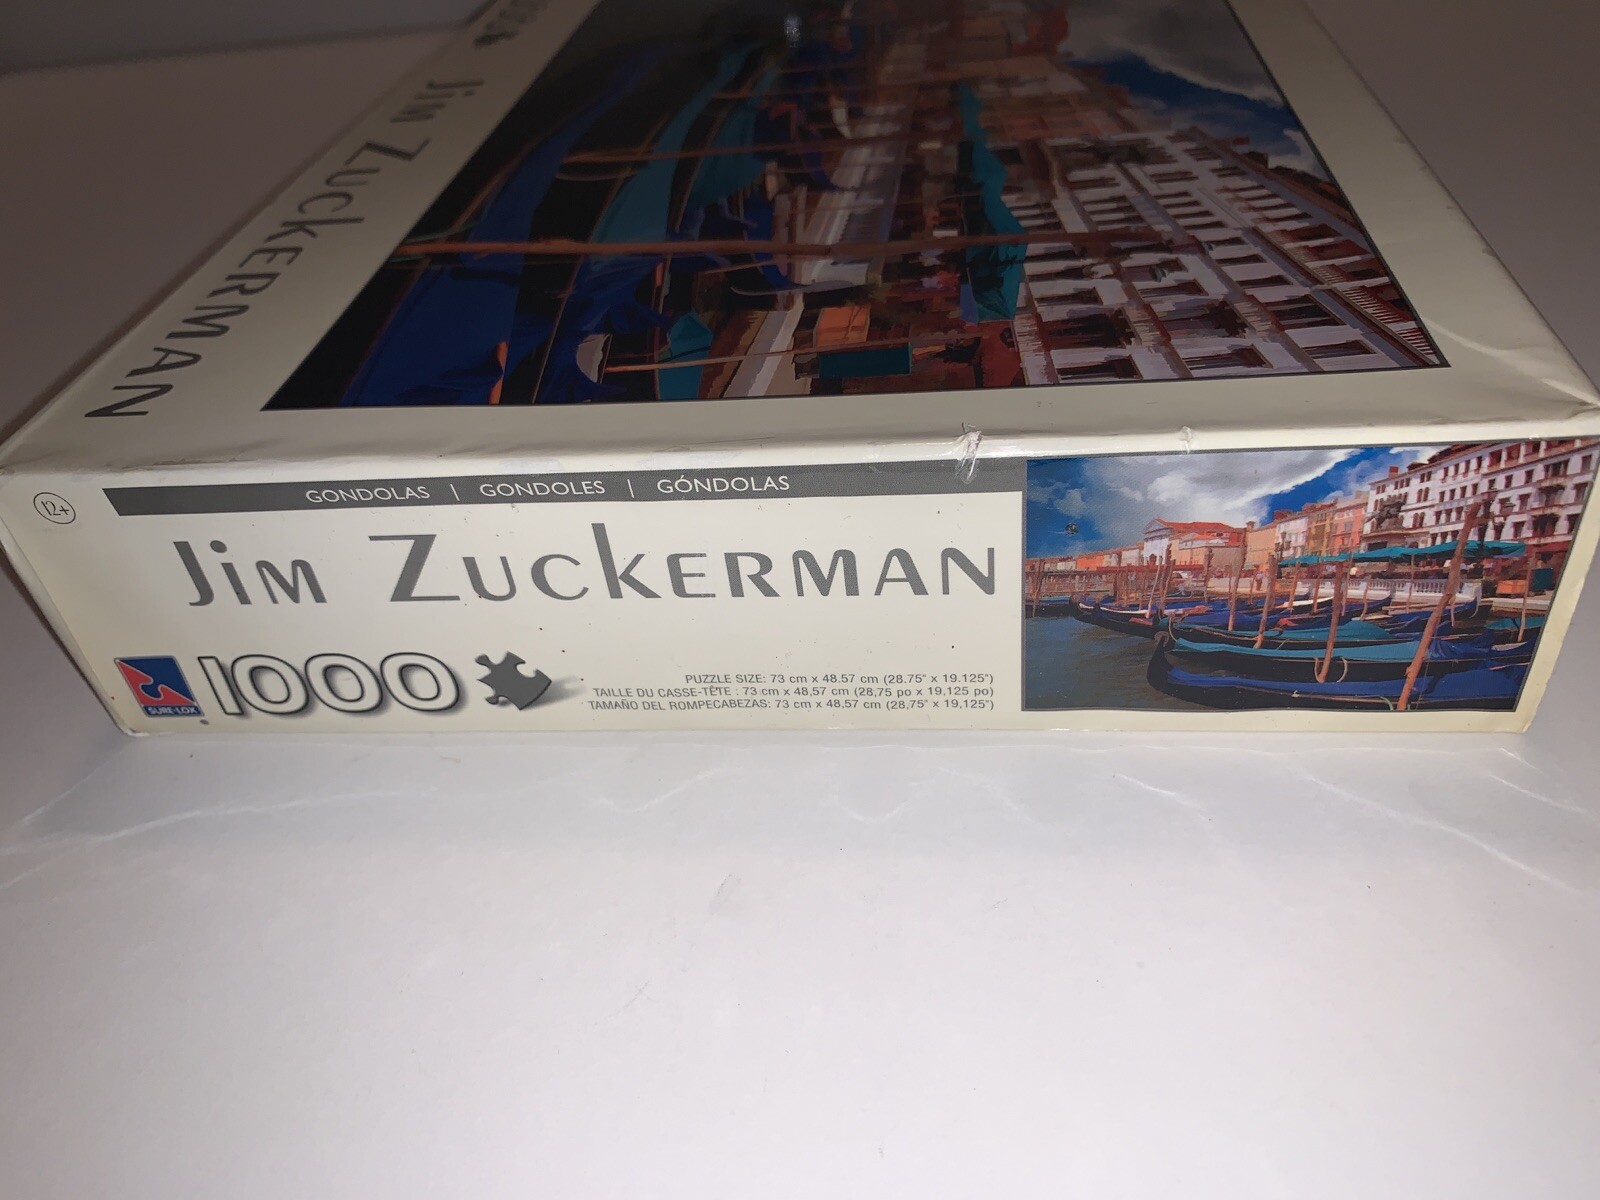 Jim Zuckerman
12+
GONDOLAS | GONDOLES | GÓNDOLAS
Jim Zuckerman
SURE-LOX
1000
PUZZLE SIZE: 73 cm x 48.57 cm (28.75" x 19.125")
TAILLE DU CASSE-TÊTE : 73 cm x 48,57 cm (28,75 po x 19,125 po)
TAMAÑO DEL ROMPECABEZAS: 73 cm x 48,57 cm (28,75" x 19,125")